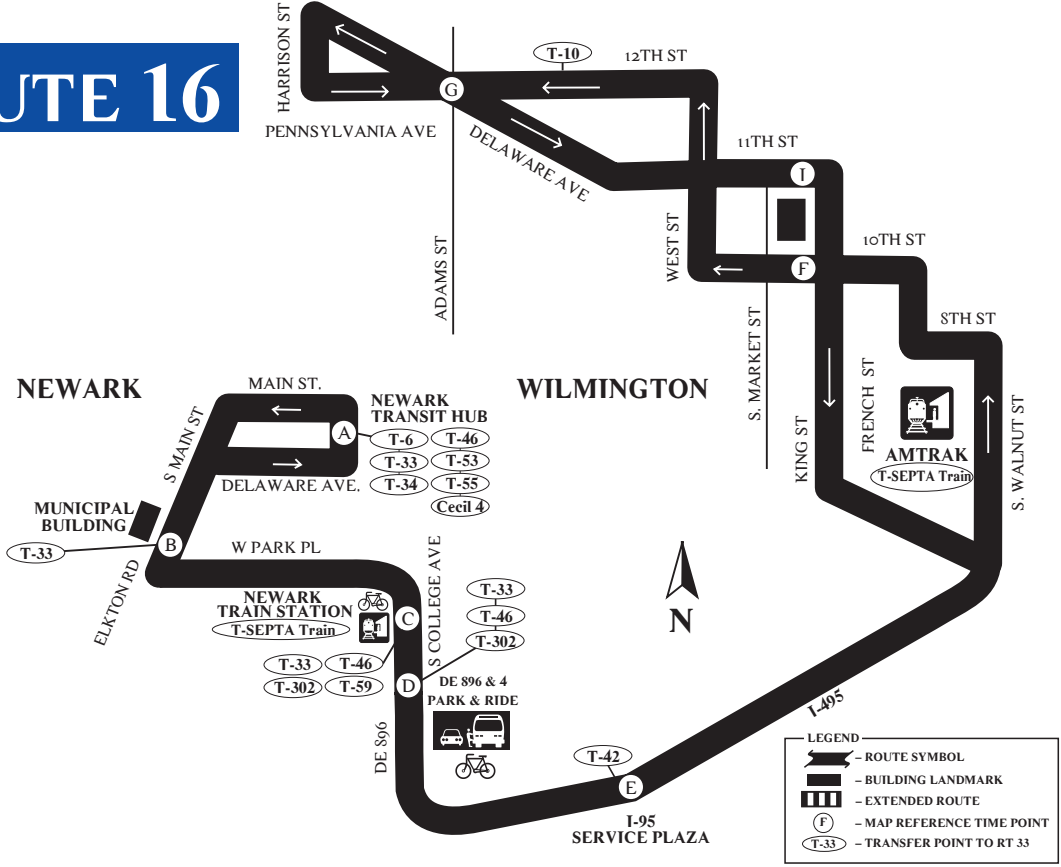 UTE 16
HARRISON ST
T-10
12TH ST
G
PENNSYLVANIA AVE
DELAWARE AVE
11TH ST
I
ADAMS ST
WEST ST
10TH ST
F
S. MARKET ST
8TH ST
NEWARK
WILMINGTON
MAIN ST.
NEWARK
TRANSIT HUB
A
T-6
T-46
T-33
T-53
T-34
T-55
Cecil 4
S MAIN ST
DELAWARE AVE.
KING ST
FRENCH ST
AMTRAK
T-SEPTA Train
S. WALNUT ST
MUNICIPAL
BUILDING
T-33
B
W PARK PL
ELKTON RD
S COLLEGE AVE
NEWARK
TRAIN STATION
T-SEPTA Train
C
T-33
T-46
T-302
N
T-33
T-46
T-302
T-59
D
DE 896 & 4
PARK & RIDE
DE 896
T-42
E
I-95
SERVICE PLAZA
I-495
LEGEND
– ROUTE SYMBOL
– BUILDING LANDMARK
– EXTENDED ROUTE
F – MAP REFERENCE TIME POINT
T-33 – TRANSFER POINT TO RT 33